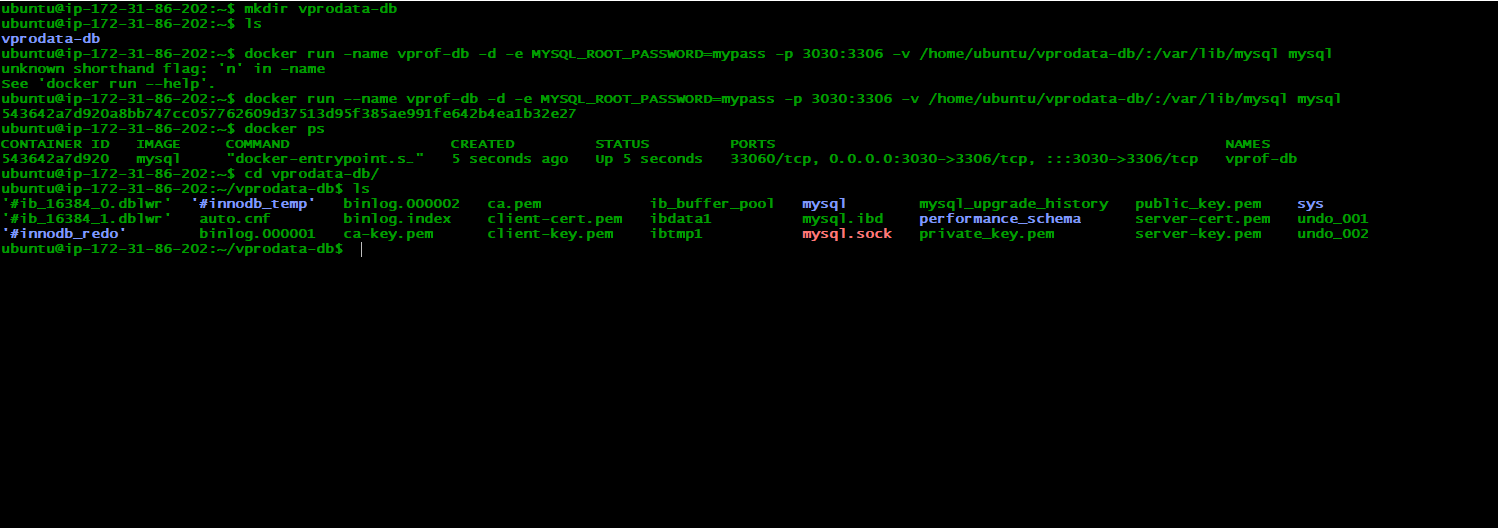 ubuntu@ip-172-31-86-202:~$ mkdir vprodata-db
ubuntu@ip-172-31-86-202:~$ ls
vprodata-db
ubuntu@ip-172-31-86-202:~$ docker run -name vprof-db -d -e MYSQL_ROOT_PASSWORD=mypass -p 3030:3306 -v /home/ubuntu/vprodata-db/:/var/lib/mysql mysql
unknown shorthand flag: 'n' in -name
See 'docker run --help'.
ubuntu@ip-172-31-86-202:~$ docker run --name vprof-db -d -e MYSQL_ROOT_PASSWORD=mypass -p 3030:3306 -v /home/ubuntu/vprodata-db/:/var/lib/mysql mysql
543642a7d920a8bb747cc057762609d37513d95f385ae991fe642b4ea1b32e27
ubuntu@ip-172-31-86-202:~$ docker ps
CONTAINER ID   IMAGE     COMMAND                  CREATED         STATUS         PORTS                                                  NAMES
543642a7d920   mysql     "docker-entrypoint.s…"   5 seconds ago   Up 5 seconds   33060/tcp, 0.0.0.0:3030->3306/tcp, :::3030->3306/tcp   vprof-db
ubuntu@ip-172-31-86-202:~$ cd vprodata-db/
ubuntu@ip-172-31-86-202:~/vprodata-db$ ls
'#ib_16384_0.dblwr'  '#innodb_temp'   binlog.000002   ca.pem            ib_buffer_pool   mysql        mysql_upgrade_history   public_key.pem    sys
'#ib_16384_1.dblwr'   auto.cnf        binlog.index    client-cert.pem   ibdata1          mysql.ibd    performance_schema      server-cert.pem   undo_001
'#innodb_redo'        binlog.000001   ca-key.pem      client-key.pem    ibtmp1           mysql.sock   private_key.pem         server-key.pem    undo_002
ubuntu@ip-172-31-86-202:~/vprodata-db$